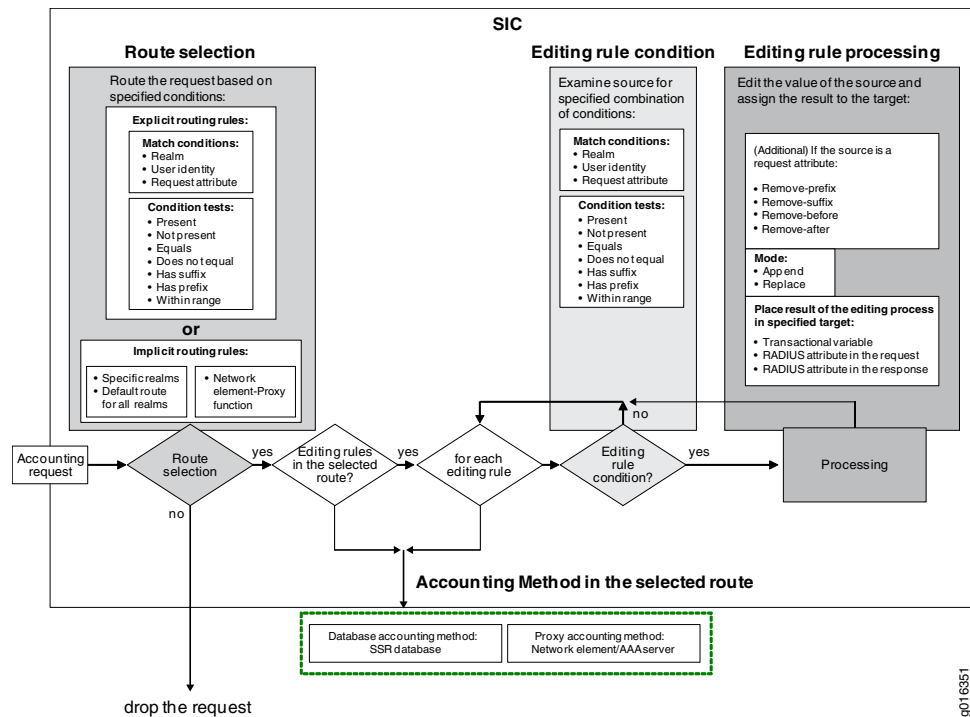 SIC
Route selection
Route the request based on
specified conditions:
Explicit routing rules:
Match conditions:
• Realm
• User identity
• Request attribute
Condition tests:
• Present
• Not present
• Equals
• Does not equal
• Has suffix
• Has prefix
• Within range
or
Implicit routing rules:
• Specific realms
• Default route
for all realms
• Network
element-Proxy
function
Editing rule condition
Examine source for
specified combination
of conditions:
Match conditions:
• Realm
• User identity
• Request attribute
Condition tests:
• Present
• Not present
• Equals
• Does not equal
• Has suffix
• Has prefix
• Within range
Editing rule processing
Edit the value of the source and
assign the result to the target:
(Additional) If the source is a
request attribute:
• Remove-prefix
• Remove-suffix
• Remove-before
• Remove-after
Mode:
• Append
• Replace
Place result of the editing process
in specified target:
• Transactional variable
• RADIUS attribute in the request
• RADIUS attribute in the response
Accounting
request
Route
selection
yes
no
Editing rules
in the selected
route?
yes
for each
editing rule
Editing
rule
condition?
no
yes
Processing
Accounting Method in the selected route
Database accounting method:
SSR database
Proxy accounting method:
Network element/AAA server
drop the request
g016351